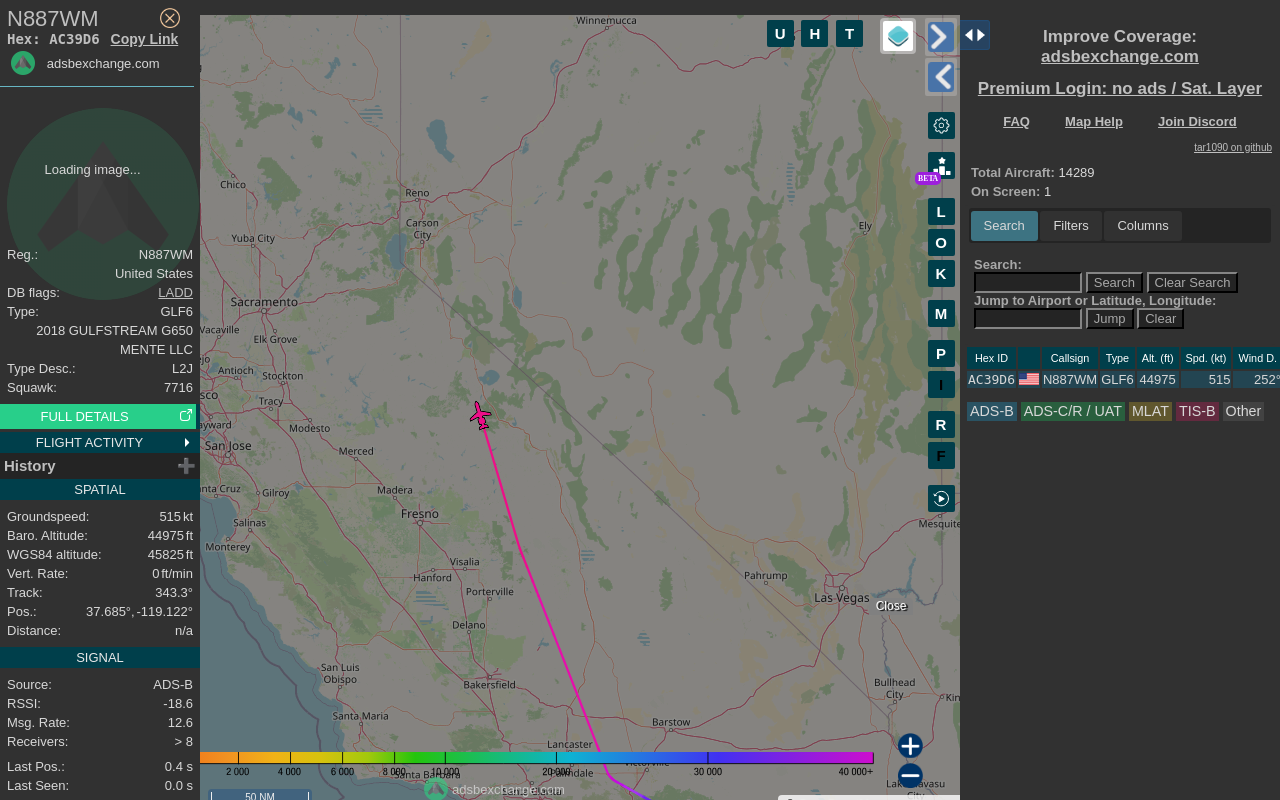 N887WM
Hex: AC39D6 Copy Link
adsbexchange.com
Loading image...
Reg.: N887WM
United States
DB flags: LADD
Type: GLF6
2018 GULFSTREAM G650
MENTE LLC
Type Desc.: L2J
Squawk: 7716
FULL DETAILS
FLIGHT ACTIVITY
History
SPATIAL
Groundspeed: 515 kt
Baro. Altitude: 44975 ft
WGS84 altitude: 45825 ft
Vert. Rate: 0 ft/min
Track: 343.3°
Pos.: 37.685°, -119.122°
Distance: n/a
SIGNAL
Source: ADS-B
RSSI: -18.6
Msg. Rate: 12.6
Receivers: > 8
Last Pos.: 0.4 s
Last Seen: 0.0 s
Winnemucca
Chico
Reno
Carson
City
Yuba City
Ely
Sacramento
Vacaville
Elk Grove
Antioch
Stockton
Tracy
Modesto
San Jose
Merced
Gilroy
Madera
Salinas
Fresno
Monterey
Visalia
Hanford
Porterville
Mesquite
Pahrump
Las Vegas
Close
Delano
San Luis
Obispo
Bakersfield
Bullhead
City
Santa Maria
Barstow
Lancaster
Santa Barbara
2 000 4 000 6 000 8 000 10 000 20 000 30 000 40 000+
adsbexchange.com
50 NM
U H T
BETA
L
O
K
M
P
I
R
F
Improve Coverage:
adsbexchange.com
Premium Login: no ads / Sat. Layer
FAQ Map Help Join Discord
tar1090 on github
Total Aircraft: 14289
On Screen: 1
Search Filters Columns
Search:
Search Clear Search
Jump to Airport or Latitude, Longitude:
Jump Clear
Hex ID Callsign Type Alt. (ft) Spd. (kt) Wind D.
AC39D6 N887WM GLF6 44975 515 252°
ADS-B ADS-C/R / UAT MLAT TIS-B Other